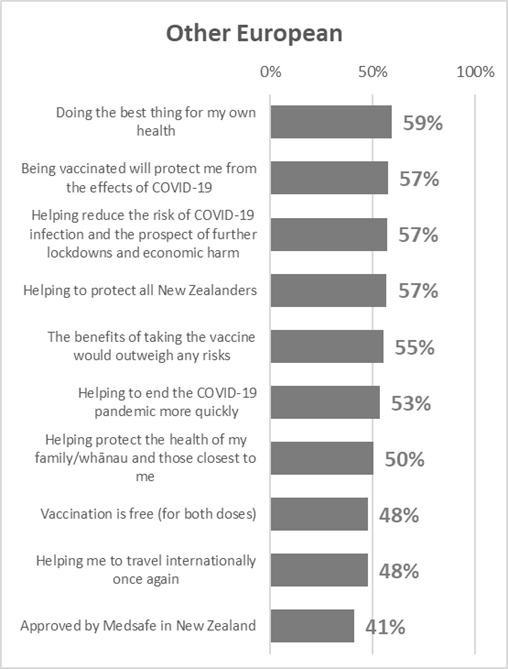 Other European
0% 50% 100%
Doing the best thing for my own
health
59%
Being vaccinated will protect me from
the effects of COVID-19
57%
Helping reduce the risk of COVID-19
infection and the prospect of further
lockdowns and economic harm
57%
Helping to protect all New Zealanders
57%
The benefits of taking the vaccine
would outweigh any risks
55%
Helping to end the COVID-19
pandemic more quickly
53%
Helping protect the health of my
family/whānau and those closest to
me
50%
Vaccination is free (for both doses)
48%
Helping me to travel internationally
once again
48%
Approved by Medsafe in New Zealand
41%